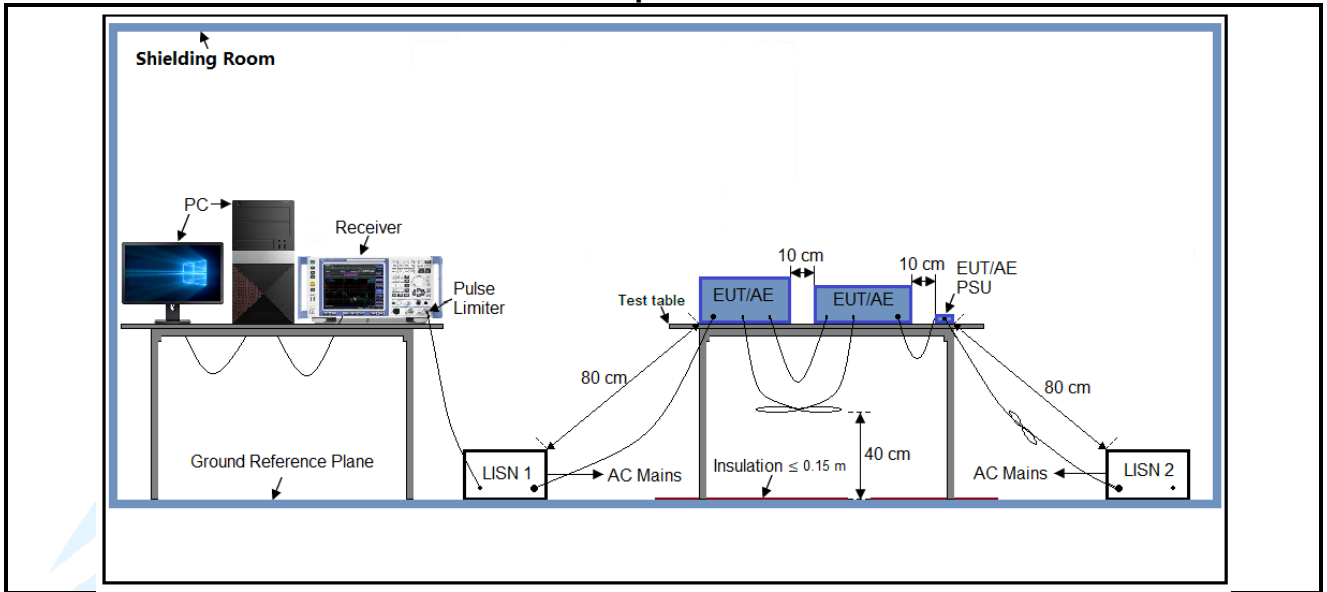 Shielding Room
PC
Receiver
Pulse
Limiter
10 cm
10 cm
EUT/AE
PSU
Test table
EUT/AE
EUT/AE
80 cm
80 cm
40 cm
Ground Reference Plane
LISN 1
AC Mains
Insulation ≤ 0.15 m
AC Mains
LISN 2